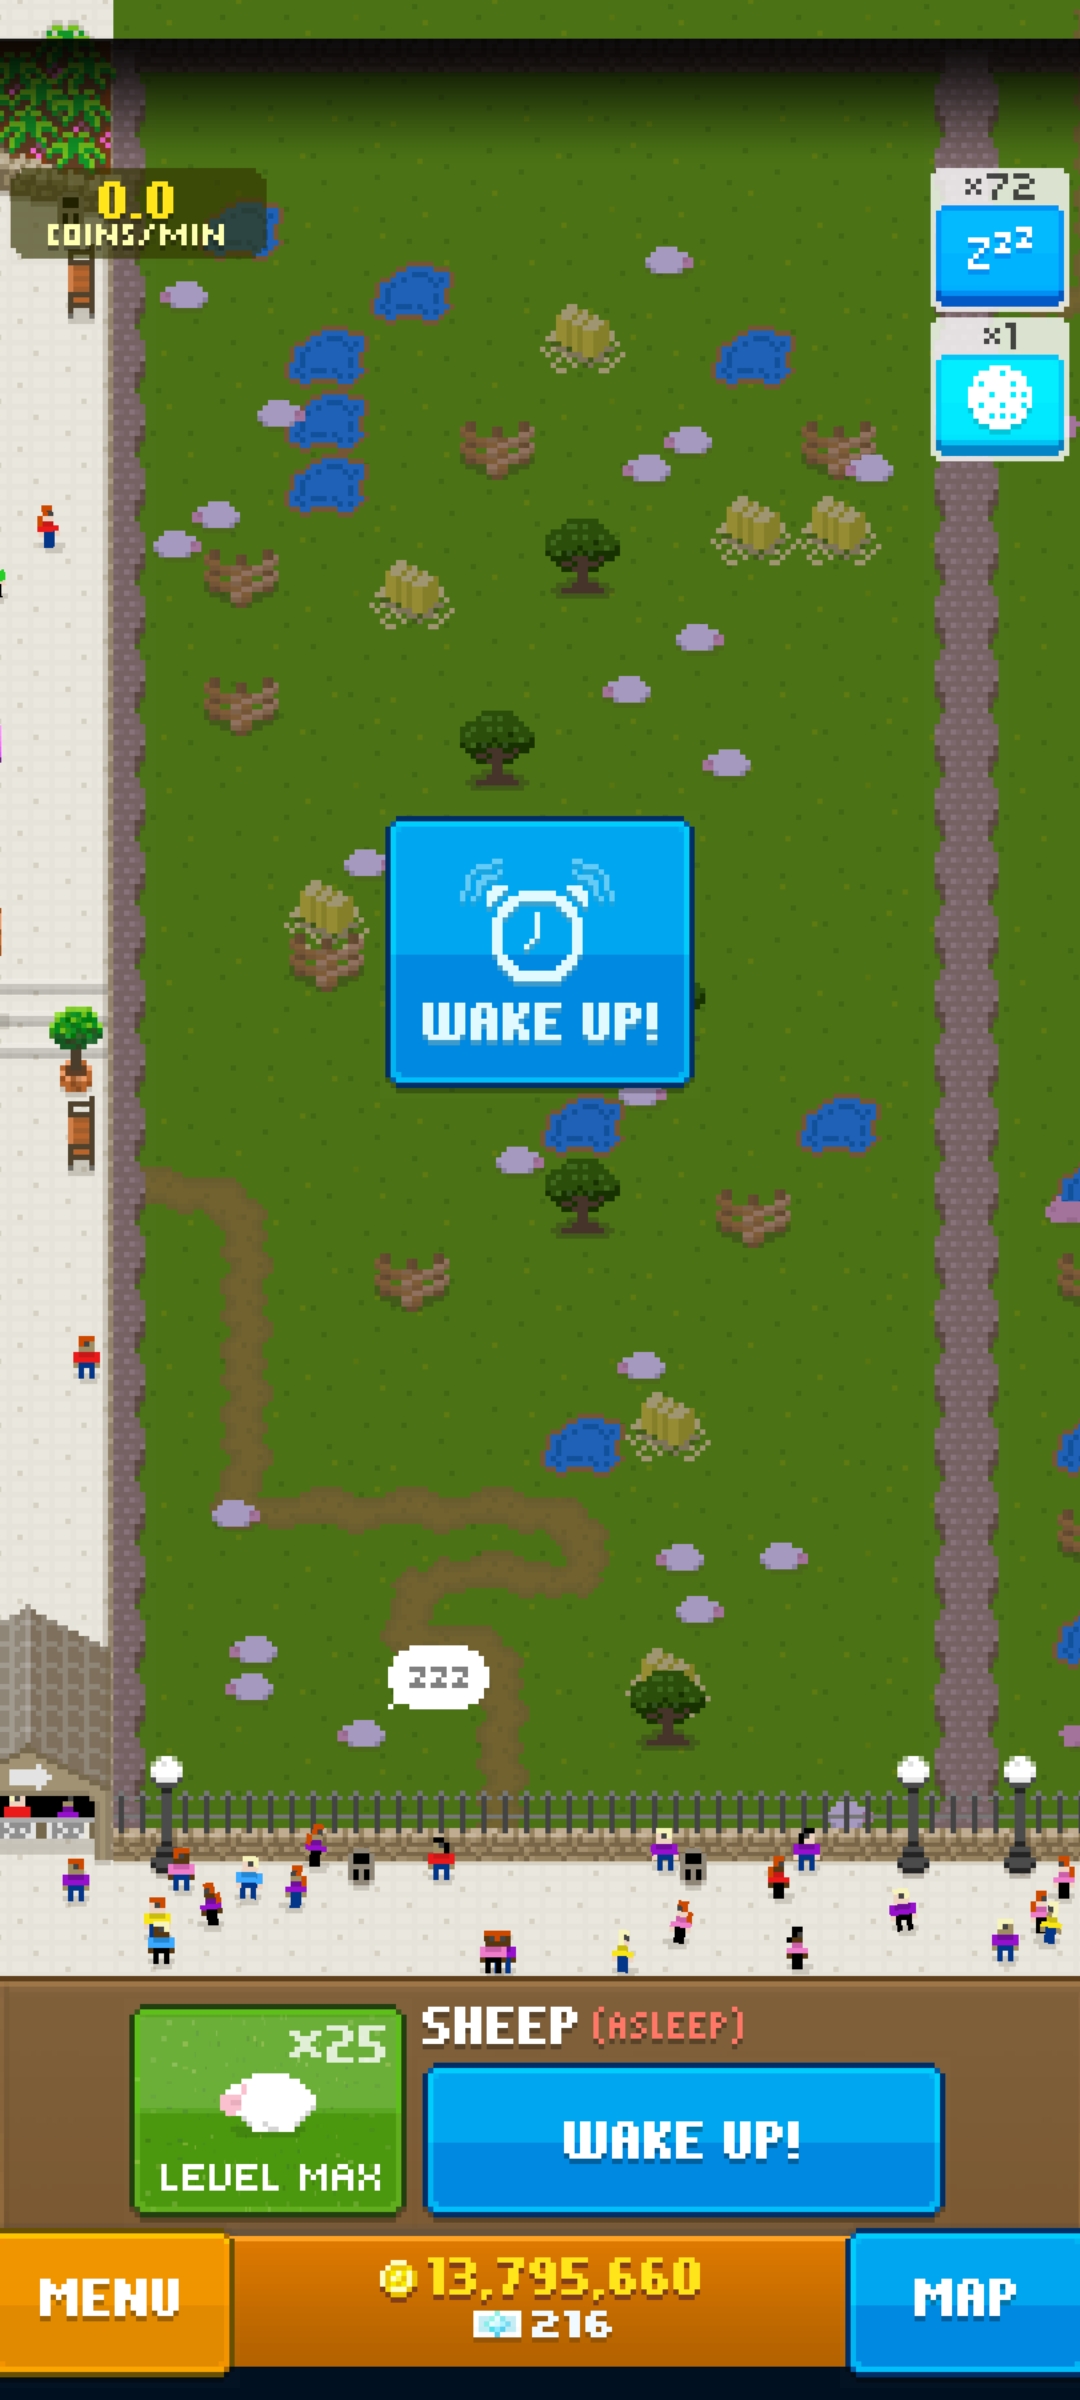 0.0
COINS/MIN
x72
zzzz
x1
WAKE UP!
zzz
x25
LEVEL MAX
SHEEP (ASLEEP)
WAKE UP!
MENU
13,795,660
216
MAP